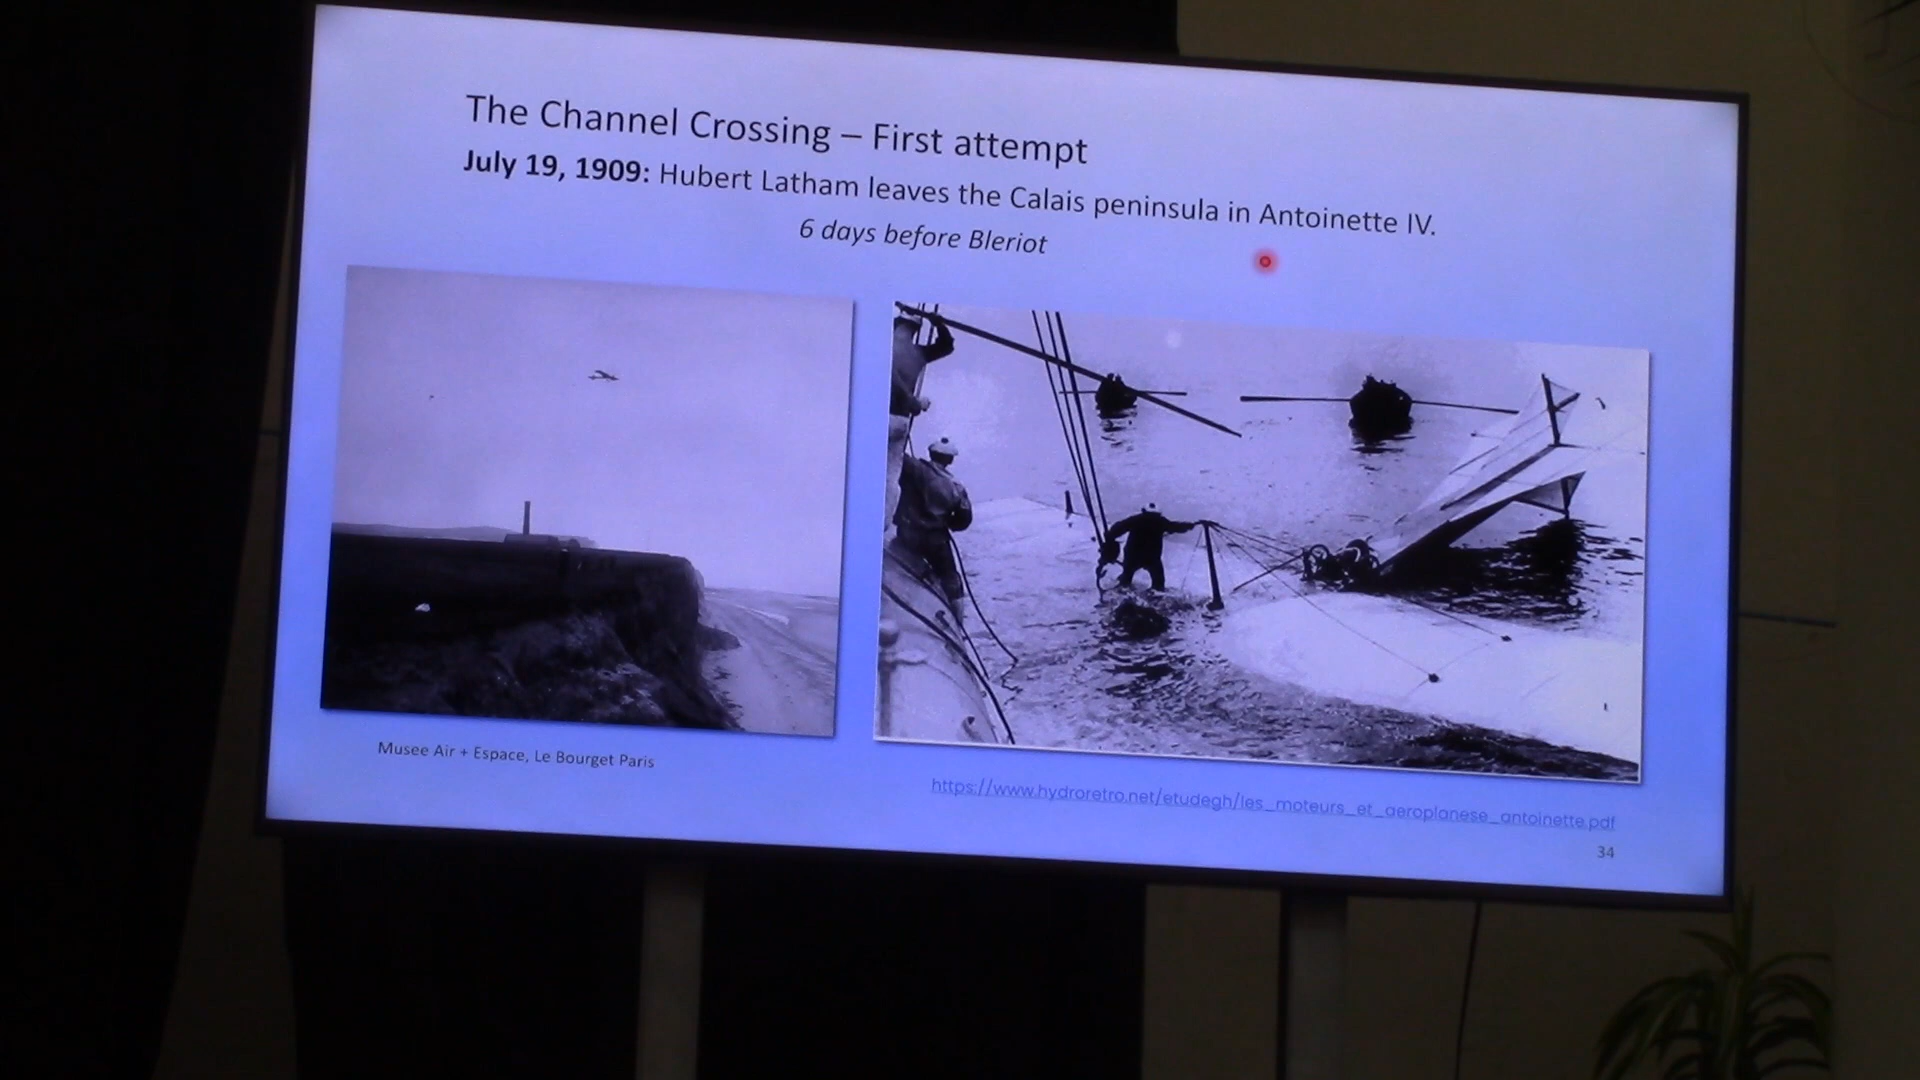 The Channel Crossing – First attempt
July 19, 1909: Hubert Latham leaves the Calais peninsula in Antoinette IV.
6 days before Bleriot
Musee Air + Espace, Le Bourget Paris
https://www.hydroretro.net/etudegh/les_moteurs_et_aeroplanese_antoinette.pdf
34